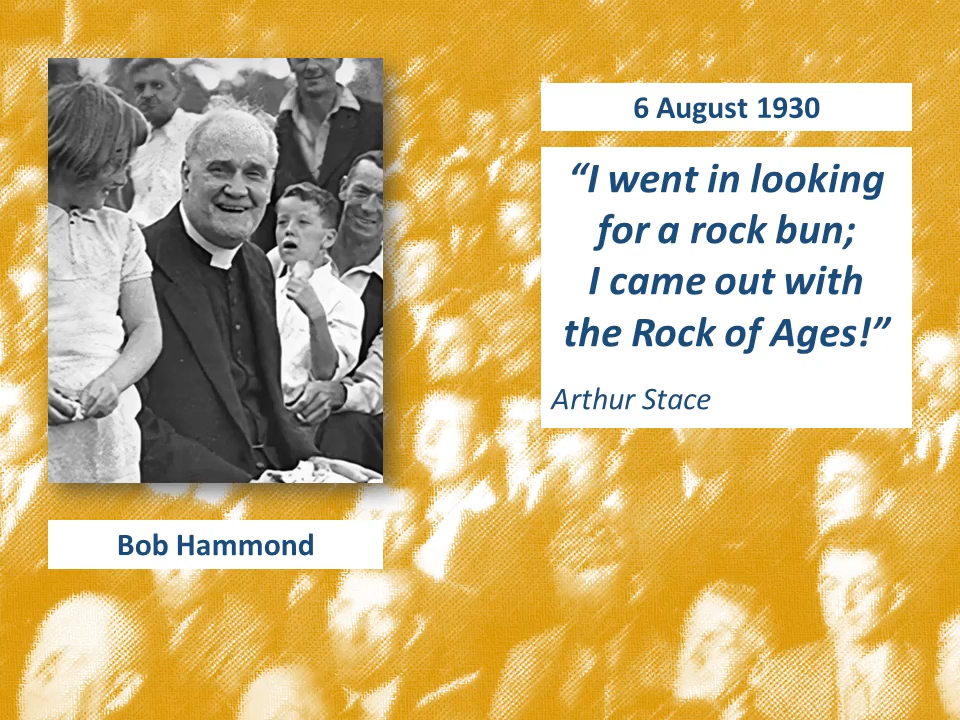 6 August 1930
“I went in looking
for a rock bun;
I came out with
the Rock of Ages!”
Arthur Stace
Bob Hammond